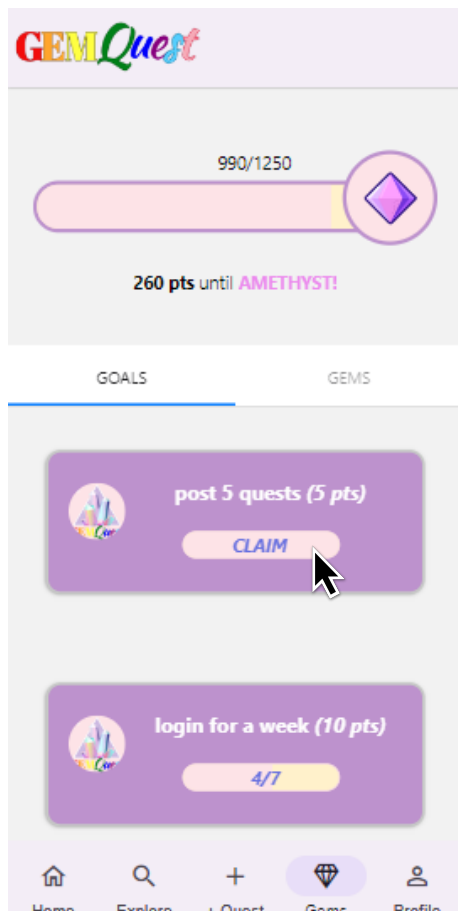 GEMQuest
990/1250
260 pts until AMETHYST!
GOALS
GEMS
post 5 quests (5 pts)
CLAIM
login for a week (10 pts)
4/7
Home
Explore
+ Quest
Gems
Profile